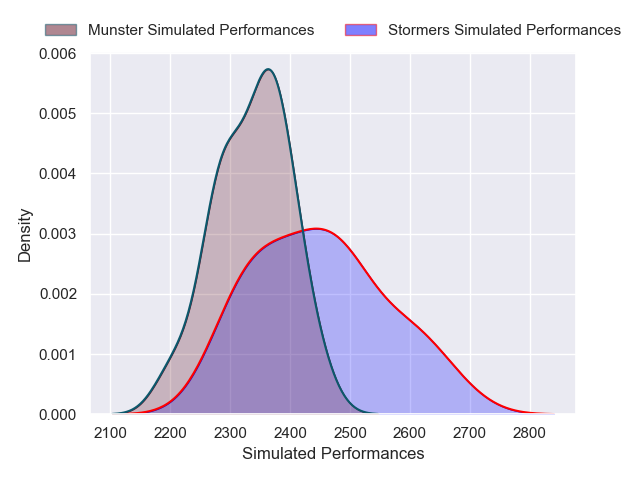 Munster Simulated Performances Stormers Simulated Performances
0.006
0.005
0.004
0.003
0.002
0.001
0.000
Density
2100 2200 2300 2400 2500 2600 2700 2800
Simulated Performances